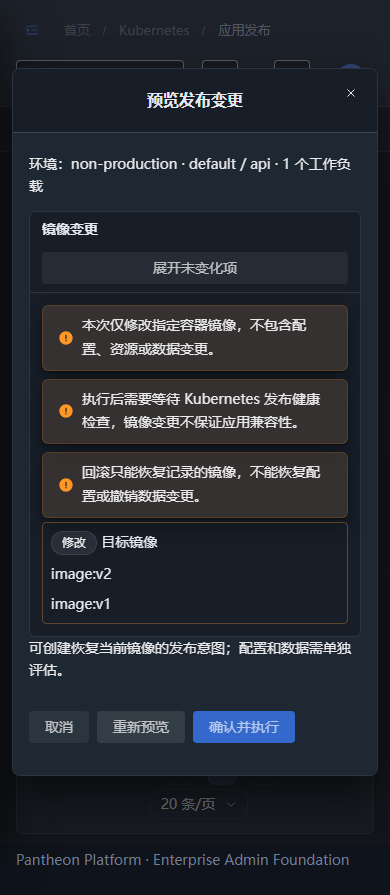 首页 / Kubernetes / 应用发布
预览发布变更
环境：non-production · default / api · 1 个工作负
载
镜像变更
展开未变化项
本次仅修改指定容器镜像，不包含配
置、资源或数据变更。
执行后需要等待 Kubernetes 发布健康
检查，镜像变更不保证应用兼容性。
回滚只能恢复记录的镜像，不能恢复配
置或撤销数据变更。
修改 目标镜像
image:v2
image:v1
可创建恢复当前镜像的发布意图；配置和数据需单独
评估。
取消 重新预览 确认并执行
20 条/页
Pantheon Platform · Enterprise Admin Foundation